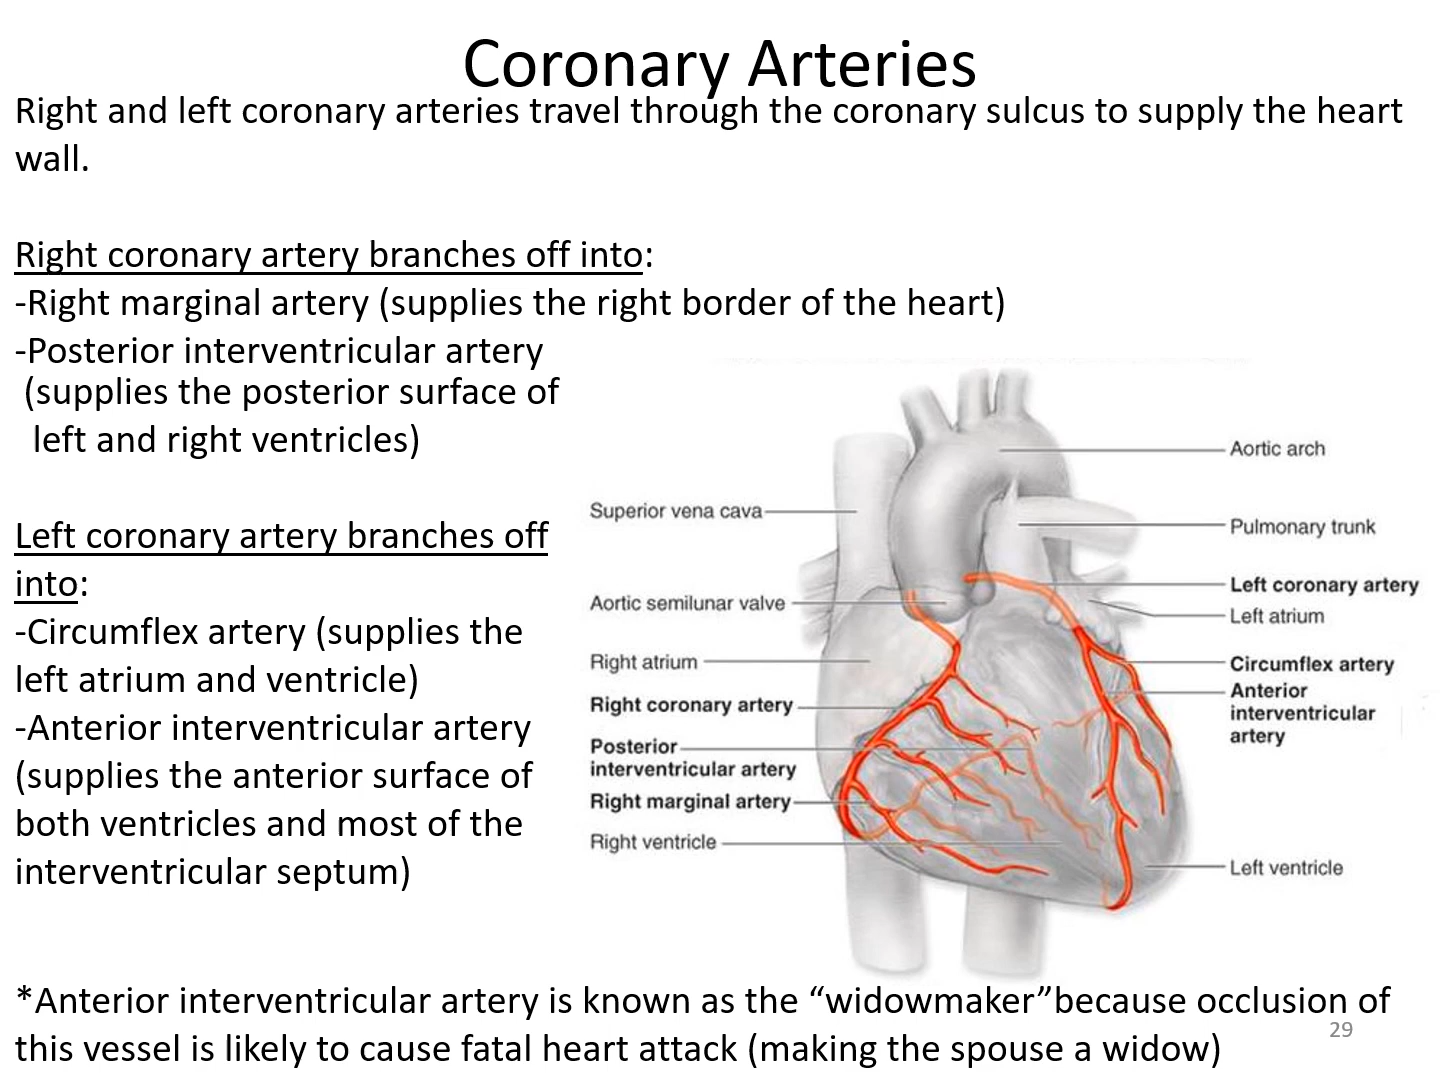 Coronary Arteries
Right and left coronary arteries travel through the coronary sulcus to supply the heart
wall.
Right coronary artery branches off into:
-Right marginal artery (supplies the right border of the heart)
-Posterior interventricular artery
(supplies the posterior surface of
left and right ventricles)
Left coronary artery branches off
into:
-Circumflex artery (supplies the
left atrium and ventricle)
-Anterior interventricular artery
(supplies the anterior surface of
both ventricles and most of the
interventricular septum)
Superior vena cava
Aortic semilunar valve
Right atrium
Right coronary artery
Posterior
interventricular artery
Right marginal artery
Right ventricle
Aortic arch
Pulmonary trunk
Left coronary artery
Left atrium
Circumflex artery
Anterior
interventricular
artery
Left ventricle
*Anterior interventricular artery is known as the “widowmaker”because occlusion of
this vessel is likely to cause fatal heart attack (making the spouse a widow)
29